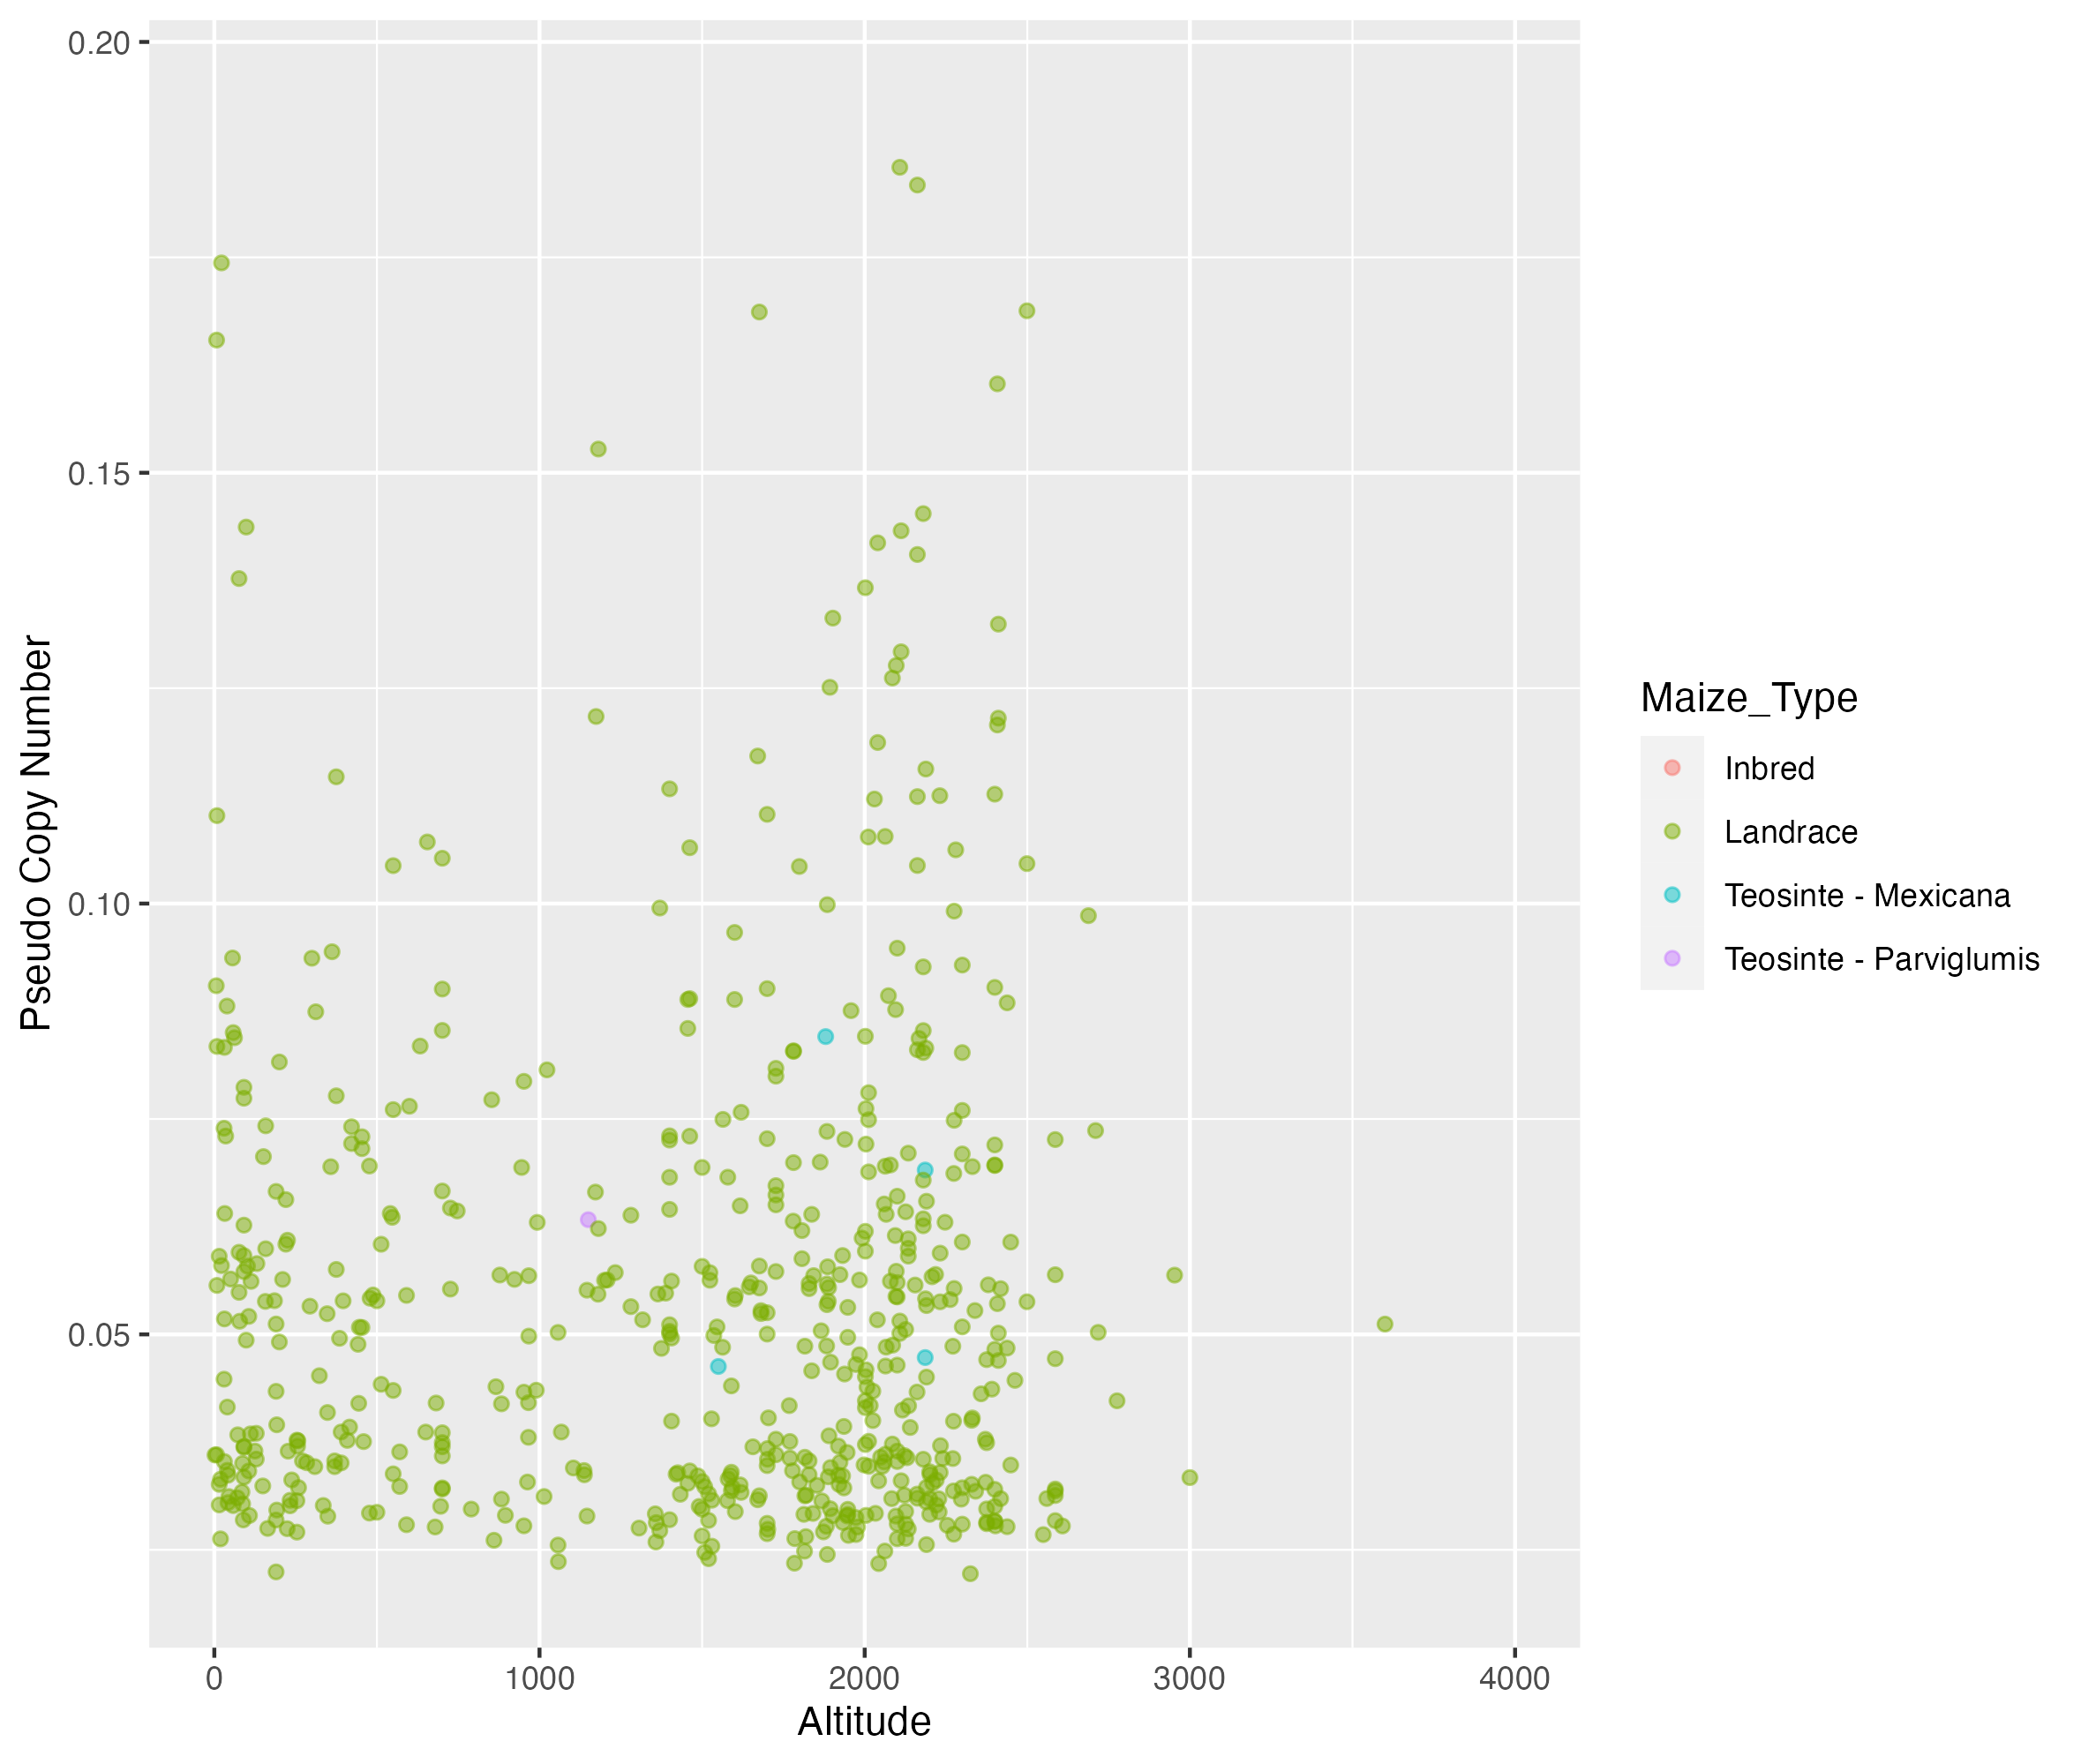 0.20
0.15
0.10
0.05
Pseudo Copy Number
0
1000
2000
3000
4000
Altitude
Maize_Type
Inbred
Landrace
Teosinte - Mexicana
Teosinte - Parviglumis